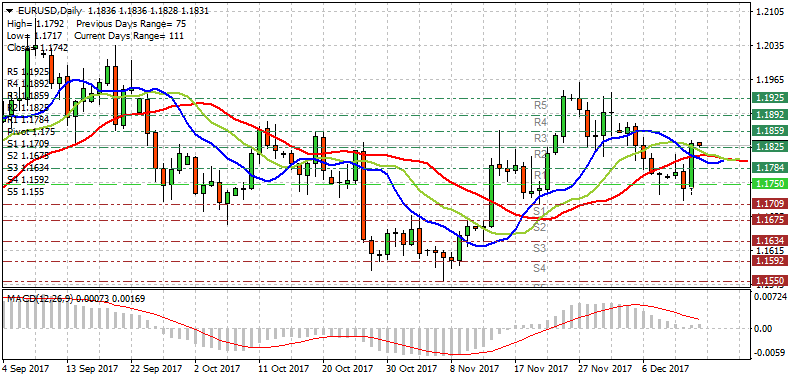 EURUSD,Daily 1.1836 1.1836 1.1828 1.1831
High= 1.1792 Previous Days Range= 75
Low= 1.1717 Current Days Range= 111
Close= 1.1742
R5 1.1925
R4 1.1892
R3 1.1859
R2 1.1825
R1 1.1784
Pivot 1.175
S1 1.1709
S2 1.1675
S3 1.1634
S4 1.1592
S5 1.155
R5
R4
R3
R2
R1
S1
S2
S3
S4
1.2105
1.2035
1.1965
1.1925
1.1892
1.1859
1.1825
1.1784
1.1750
1.1709
1.1675
1.1634
1.1615
1.1592
1.1550
MACD(12,26,9) 0.00073 0.00169
0.00724
0.00
-0.0059
4 Sep 2017
13 Sep 2017
22 Sep 2017
2 Oct 2017
11 Oct 2017
20 Oct 2017
30 Oct 2017
8 Nov 2017
17 Nov 2017
27 Nov 2017
6 Dec 2017